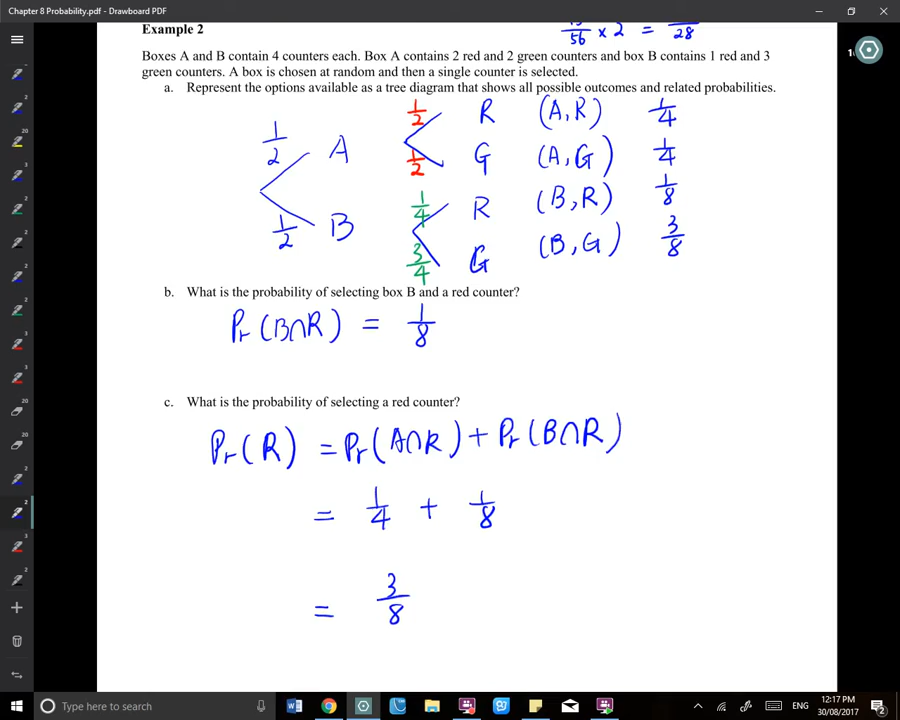 Chapter 8 Probability.pdf - Drawboard PDF
Example 2
/56 × 2 = /28
Boxes A and B contain 4 counters each. Box A contains 2 red and 2 green counters and box B contains 1 red and 3
green counters. A box is chosen at random and then a single counter is selected.
a. Represent the options available as a tree diagram that shows all possible outcomes and related probabilities.
1/2 R (A, R) 1/4
1/2 A
1/2 G (A, G) 1/4
1/4 R (B, R) 1/8
1/2 B
3/4 G (B, G) 3/8
b. What is the probability of selecting box B and a red counter?
Pr(B∩R) = 1/8
c. What is the probability of selecting a red counter?
Pr(R) = Pr(A∩R) + Pr(B∩R)
= 1/4 + 1/8
= 3/8
Type here to search
ENG
12:17 PM
30/08/2017